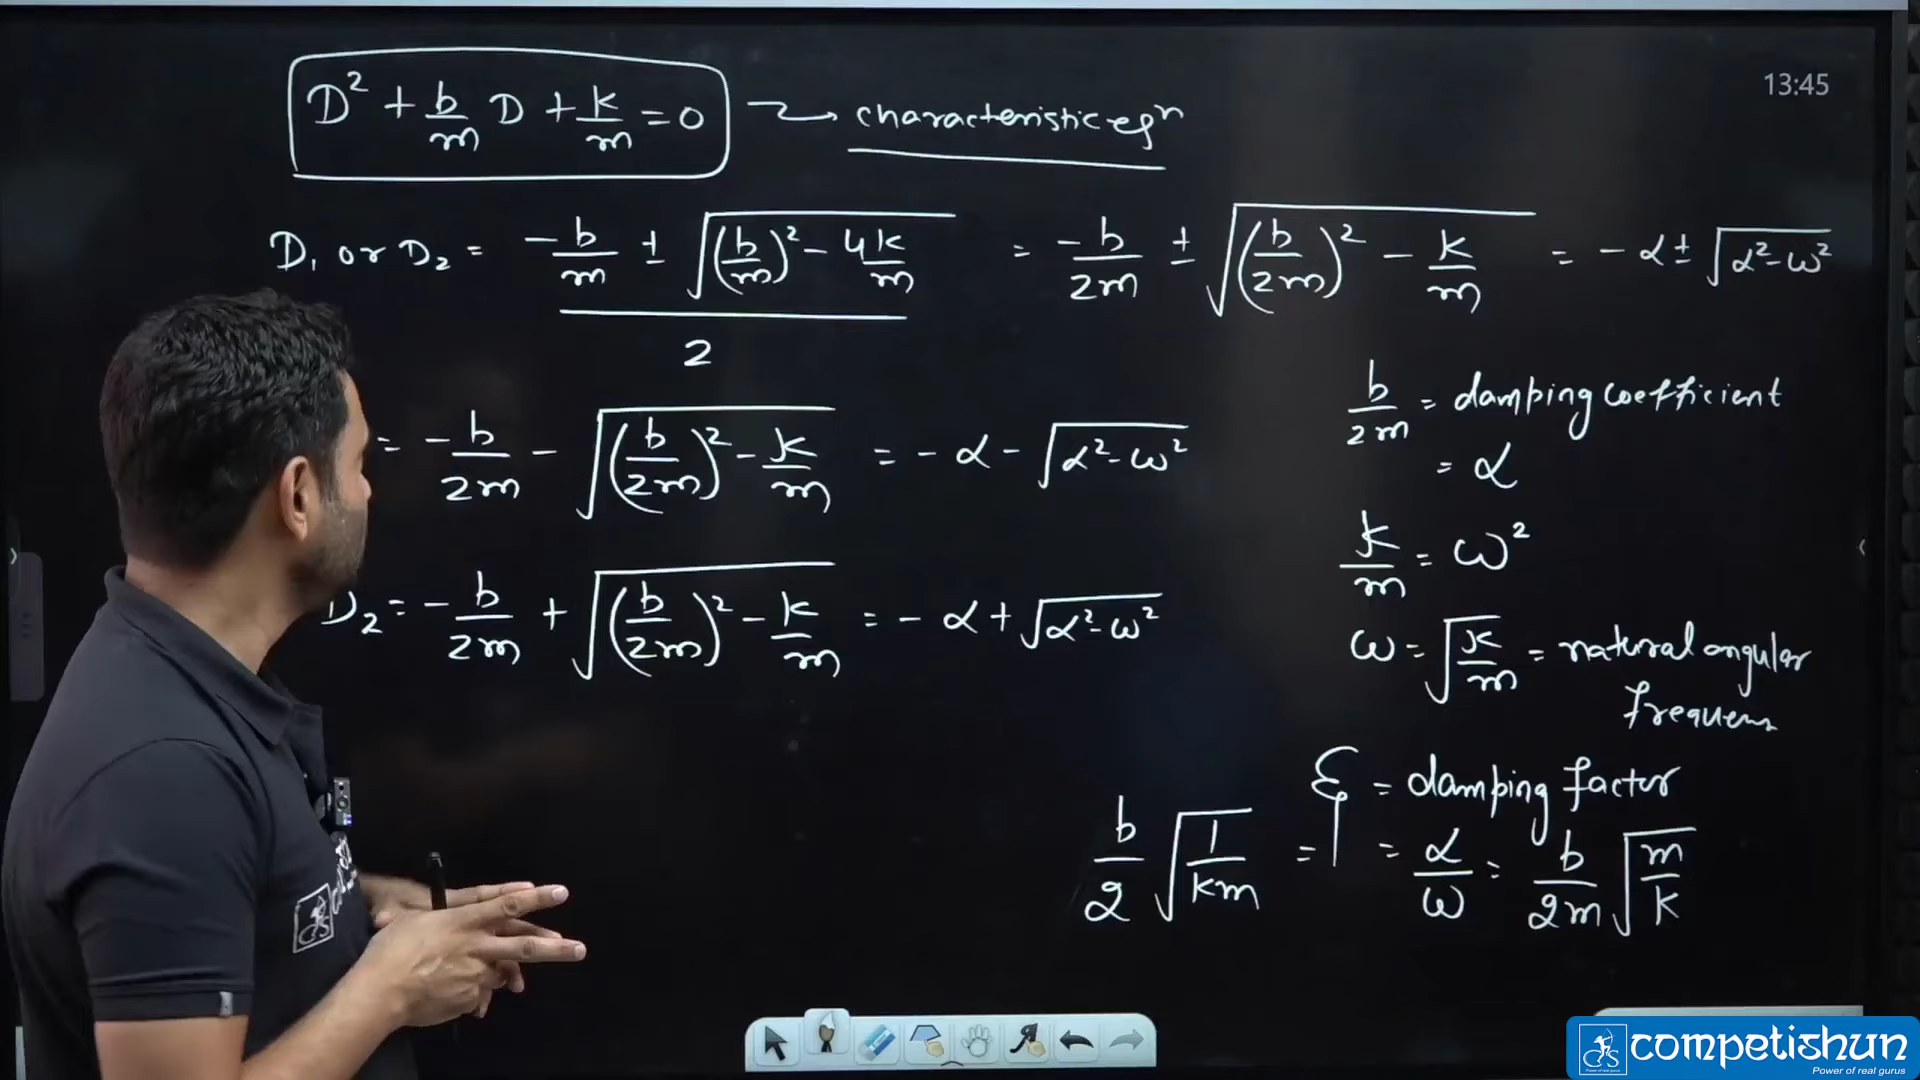 D² + b/m D + k/m = 0 → characteristic eqⁿ
13:45
D₁ or D₂ = (-b/m ± √((b/m)² - 4k/m))/2 = -b/2m ± √((b/2m)² - k/m) = -α ± √(α²-ω²)
= -b/2m - √((b/2m)² - k/m) = -α - √(α²-ω²)
D₂ = -b/2m + √((b/2m)² - k/m) = -α + √(α²-ω²)
b/2m = damping coefficient
= α
k/m = ω²
ω = √(k/m) = natural angular
ξ = damping factor
b/2 √(1/km) = = α/ω = b/2m √(m/k)
competishun
Power of real gurus